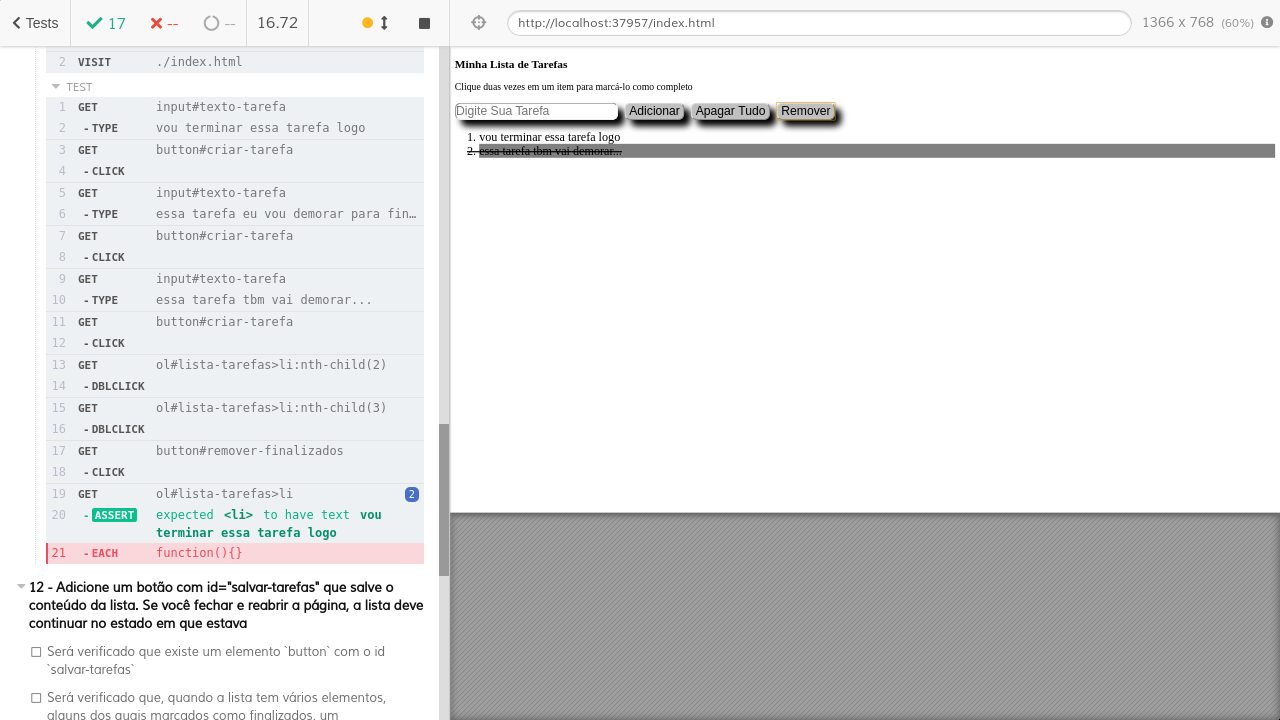 Tests
17
--
--
16.72
http://localhost:37957/index.html
1366 x 768 (60%)
2 VISIT ./index.html
TEST
1 GET input#texto-tarefa
2 - TYPE vou terminar essa tarefa logo
3 GET button#criar-tarefa
4 - CLICK
5 GET input#texto-tarefa
6 - TYPE essa tarefa eu vou demorar para fin…
7 GET button#criar-tarefa
8 - CLICK
9 GET input#texto-tarefa
10 - TYPE essa tarefa tbm vai demorar...
11 GET button#criar-tarefa
12 - CLICK
13 GET ol#lista-tarefas>li:nth-child(2)
14 - DBLCLICK
15 GET ol#lista-tarefas>li:nth-child(3)
16 - DBLCLICK
17 GET button#remover-finalizados
18 - CLICK
19 GET ol#lista-tarefas>li 2
20 - ASSERT expected <li> to have text vou
terminar essa tarefa logo
21 - EACH function(){}
12 - Adicione um botão com id="salvar-tarefas" que salve o
conteúdo da lista. Se você fechar e reabrir a página, a lista deve
continuar no estado em que estava
Será verificado que existe um elemento `button` com o id
`salvar-tarefas`
Será verificado que, quando a lista tem vários elementos,
alguns dos quais marcados como finalizados, um
Minha Lista de Tarefas
Clique duas vezes em um item para marcá-lo como completo
Digite Sua Tarefa Adicionar Apagar Tudo Remover
1. vou terminar essa tarefa logo
2. essa tarefa tbm vai demorar...